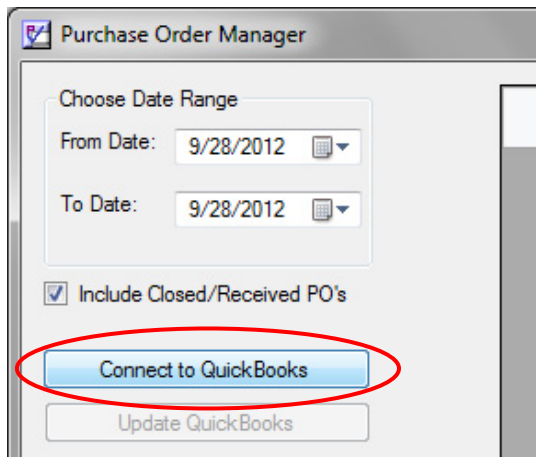 Purchase Order Manager
Choose Date Range
From Date: 9/28/2012
To Date: 9/28/2012
Include Closed/Received PO's
Connect to QuickBooks
Update QuickBooks